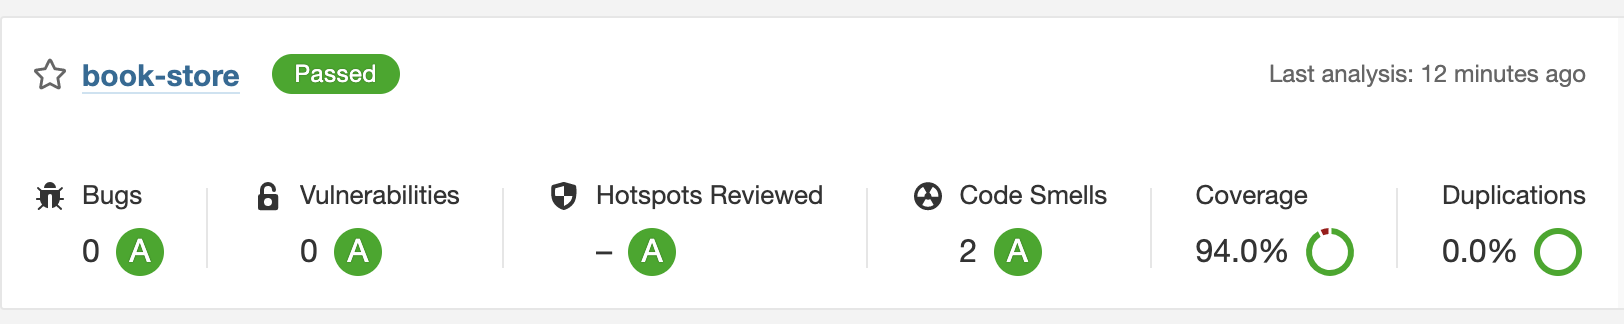 book-store Passed Last analysis: 12 minutes ago
Bugs Vulnerabilities Hotspots Reviewed Code Smells Coverage Duplications
0 A 0 A – A 2 A 94.0% 0.0%